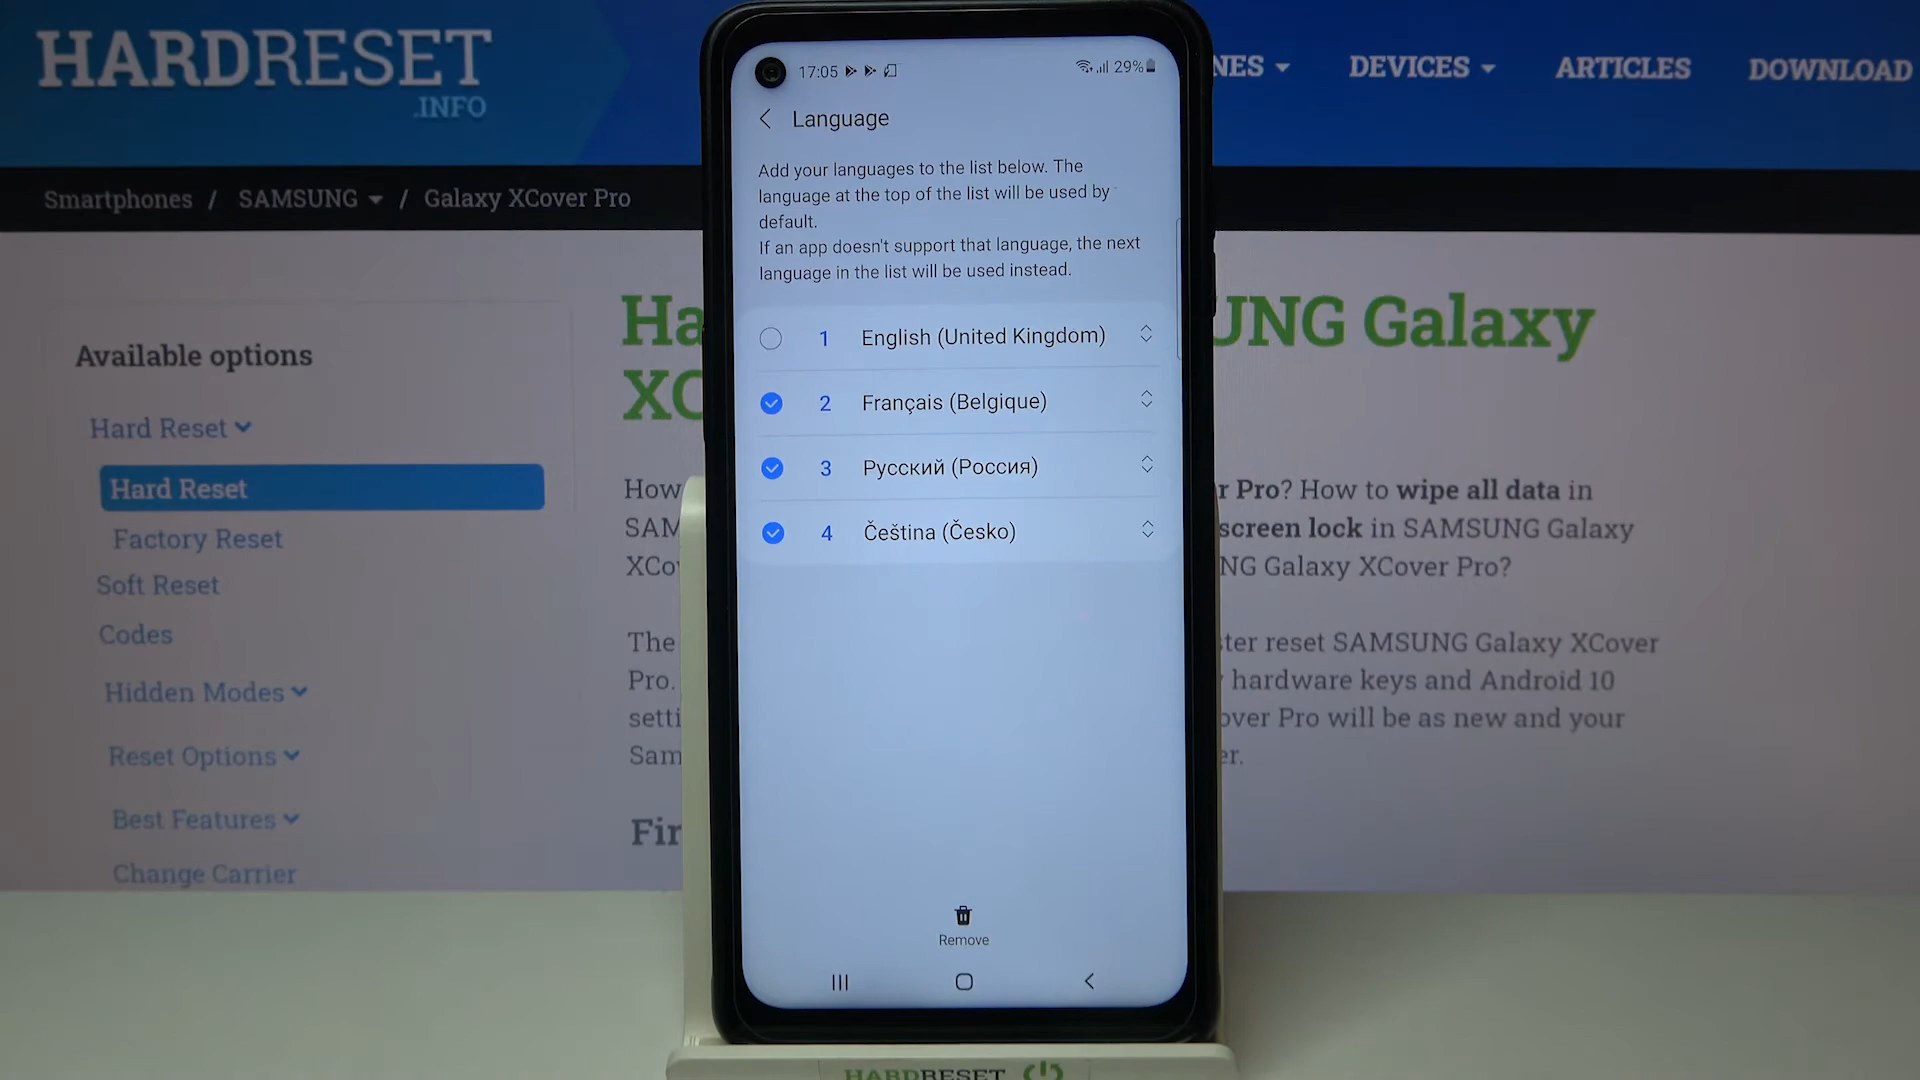 HARDRESET
.INFO
NES
DEVICES
ARTICLES
DOWNLOAD
Smartphones / SAMSUNG / Galaxy XCover Pro
Available options
Hard Reset
Hard Reset
Factory Reset
Soft Reset
Codes
Hidden Modes
Reset Options
Best Features
Change Carrier
17:05
29%
Language
Add your languages to the list below. The
language at the top of the list will be used by
default.
If an app doesn't support that language, the next
language in the list will be used instead.
1 English (United Kingdom)
2 Français (Belgique)
3 Русский (Россия)
4 Čeština (Česko)
Remove
Ha UNG Galaxy
XC
How r Pro? How to wipe all data in
SAM screen lock in SAMSUNG Galaxy
XCov NG Galaxy XCover Pro?
The ter reset SAMSUNG Galaxy XCover
Pro. hardware keys and Android 10
setti over Pro will be as new and your
Sam er.
Fir
HARDRESET